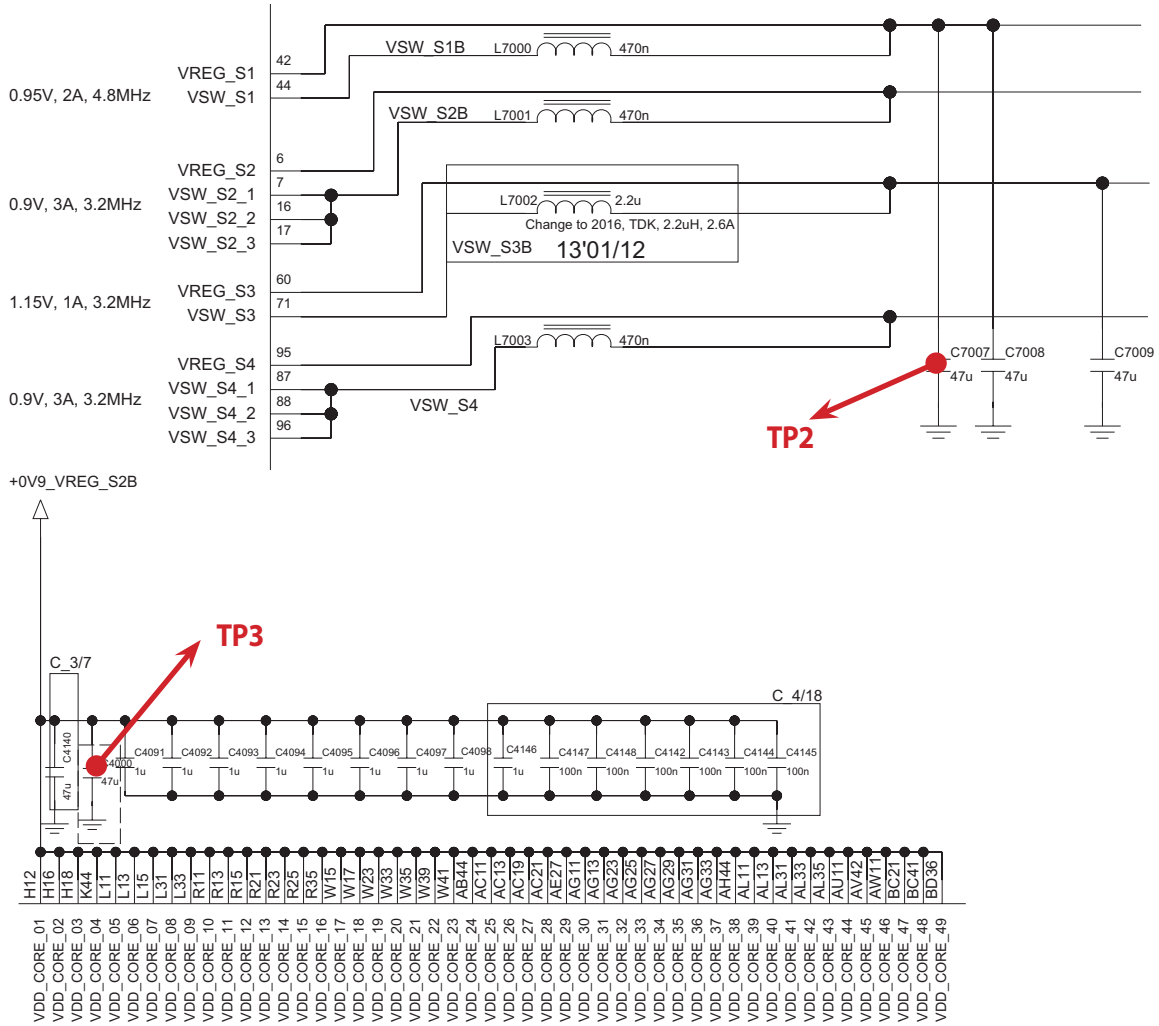 VSW_S1B L7000 470n
42
VREG_S1
44
0.95V, 2A, 4.8MHz VSW_S1
VSW_S2B L7001 470n
6
VREG_S2
7
VSW_S2_1
0.9V, 3A, 3.2MHz
16
VSW_S2_2
17
VSW_S2_3
L7002 2.2u
Change to 2016, TDK, 2.2uH, 2.6A
VSW_S3B 13'01/12
60
VREG_S3
1.15V, 1A, 3.2MHz
71
VSW_S3
L7003 470n
95
VREG_S4
87
VSW_S4_1
0.9V, 3A, 3.2MHz
88
VSW_S4_2
96
VSW_S4_3
VSW_S4
C7007 C7008 C7009
47u 47u 47u
TP2
+0V9_VREG_S2B
TP3
C_3/7
C_4/18
C4140
47u
C4000
47u
C4091 C4092 C4093 C4094 C4095 C4096 C4097 C4098 C4146 C4147 C4148 C4142 C4143 C4144 C4145
1u 1u 1u 1u 1u 1u 1u 1u 1u 100n 100n 100n 100n 100n 100n
H12 H16 H18 K44 L11 L13 L15 L31 L33 R11 R13 R15 R21 R23 R25 R35 W15 W17 W23 W33 W35 W39 W41 AB44 AC11 AC13 AC19 AC21 AE27 AG11 AG13 AG23 AG25 AG27 AG29 AG31 AG33 AH44 AL11 AL13 AL31 AL33 AL35 AU11 AV42 AW11 BC21 BC41 BD36
VDD_CORE_01 VDD_CORE_02 VDD_CORE_03 VDD_CORE_04 VDD_CORE_05 VDD_CORE_06 VDD_CORE_07 VDD_CORE_08 VDD_CORE_09 VDD_CORE_10 VDD_CORE_11 VDD_CORE_12 VDD_CORE_13 VDD_CORE_14 VDD_CORE_15 VDD_CORE_16 VDD_CORE_17 VDD_CORE_18 VDD_CORE_19 VDD_CORE_20 VDD_CORE_21 VDD_CORE_22 VDD_CORE_23 VDD_CORE_24 VDD_CORE_25 VDD_CORE_26 VDD_CORE_27 VDD_CORE_28 VDD_CORE_29 VDD_CORE_30 VDD_CORE_31 VDD_CORE_32 VDD_CORE_33 VDD_CORE_34 VDD_CORE_35 VDD_CORE_36 VDD_CORE_37 VDD_CORE_38 VDD_CORE_39 VDD_CORE_40 VDD_CORE_41 VDD_CORE_42 VDD_CORE_43 VDD_CORE_44 VDD_CORE_45 VDD_CORE_46 VDD_CORE_47 VDD_CORE_48 VDD_CORE_49